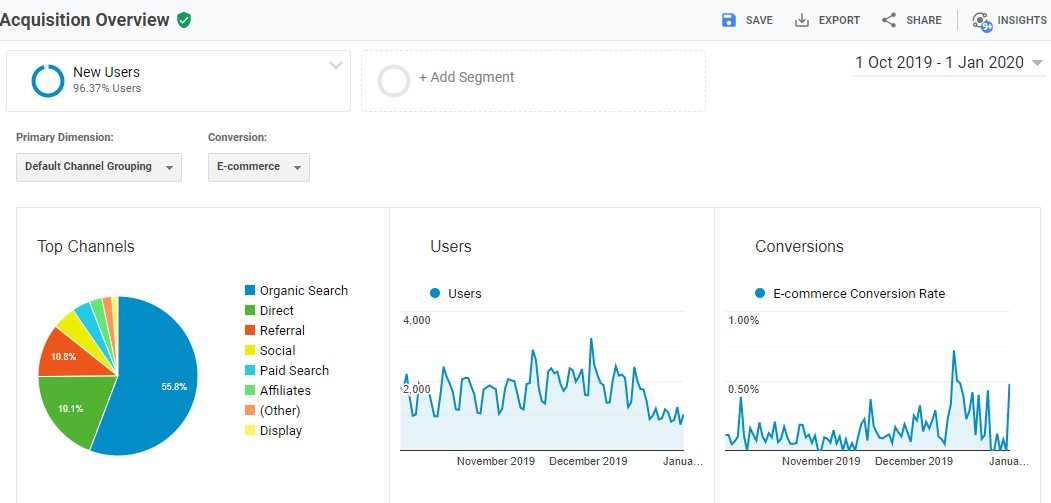 Acquisition Overview
SAVE
EXPORT
SHARE
9+
INSIGHTS
New Users
96.37% Users
+ Add Segment
1 Oct 2019 - 1 Jan 2020
Primary Dimension:
Conversion:
Default Channel Grouping
E-commerce
Top Channels
55.8%
19.1%
10.8%
Organic Search
Direct
Referral
Social
Paid Search
Affiliates
(Other)
Display
Users
Users
4,000
2,000
November 2019
December 2019
Janua...
Conversions
E-commerce Conversion Rate
1.00%
0.50%
November 2019
December 2019
Janua...